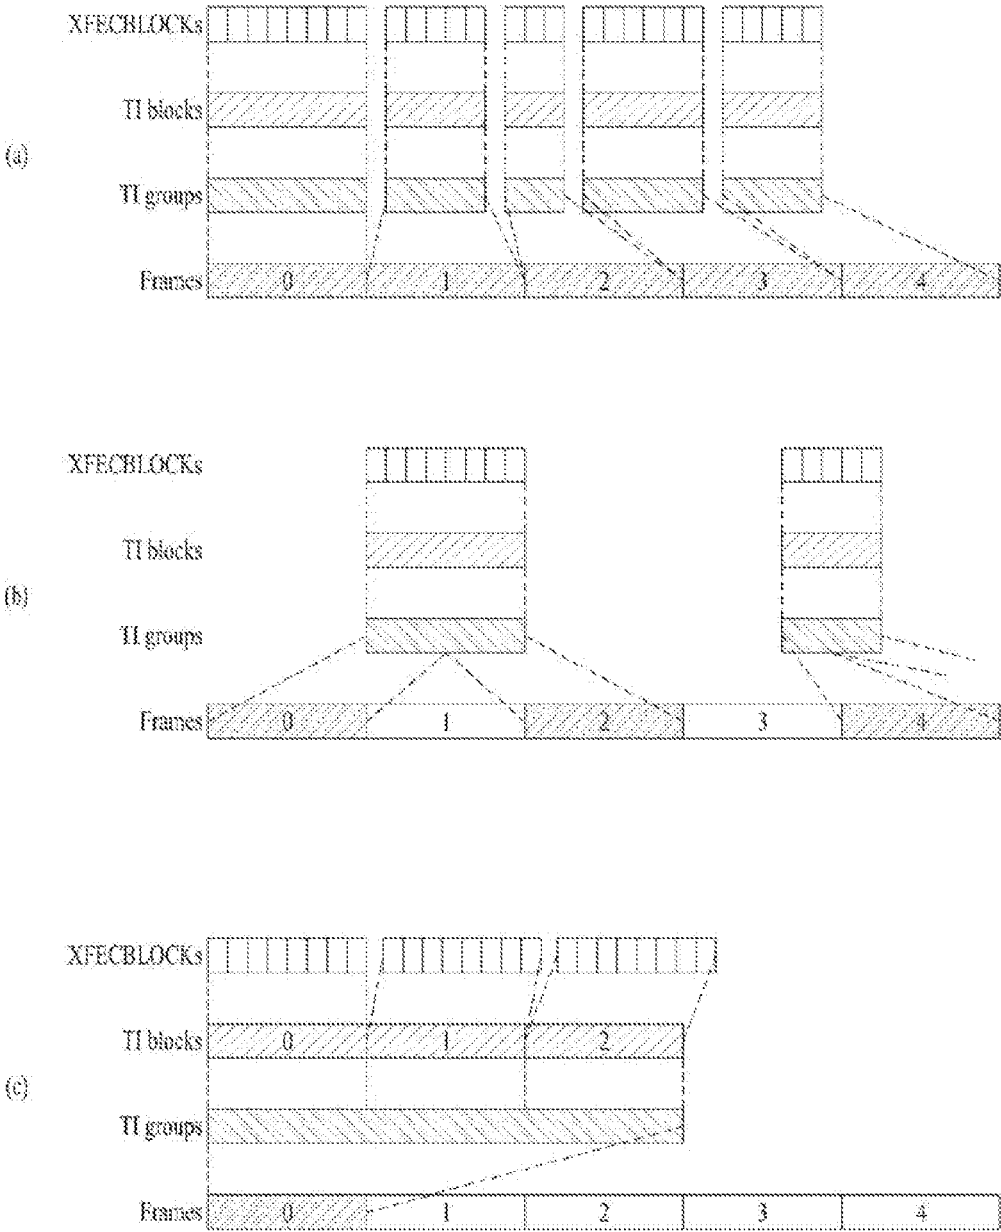 XFECBLOCKs
TI blocks
(a)
TI groups
Frames 0 1 2 3 4
XFECBLOCKs
TI blocks
(b)
TI groups
Frames 0 1 2 3 4
XFECBLOCKs
TI blocks 0 1 2
(c)
TI groups
Frames 0 1 2 3 4